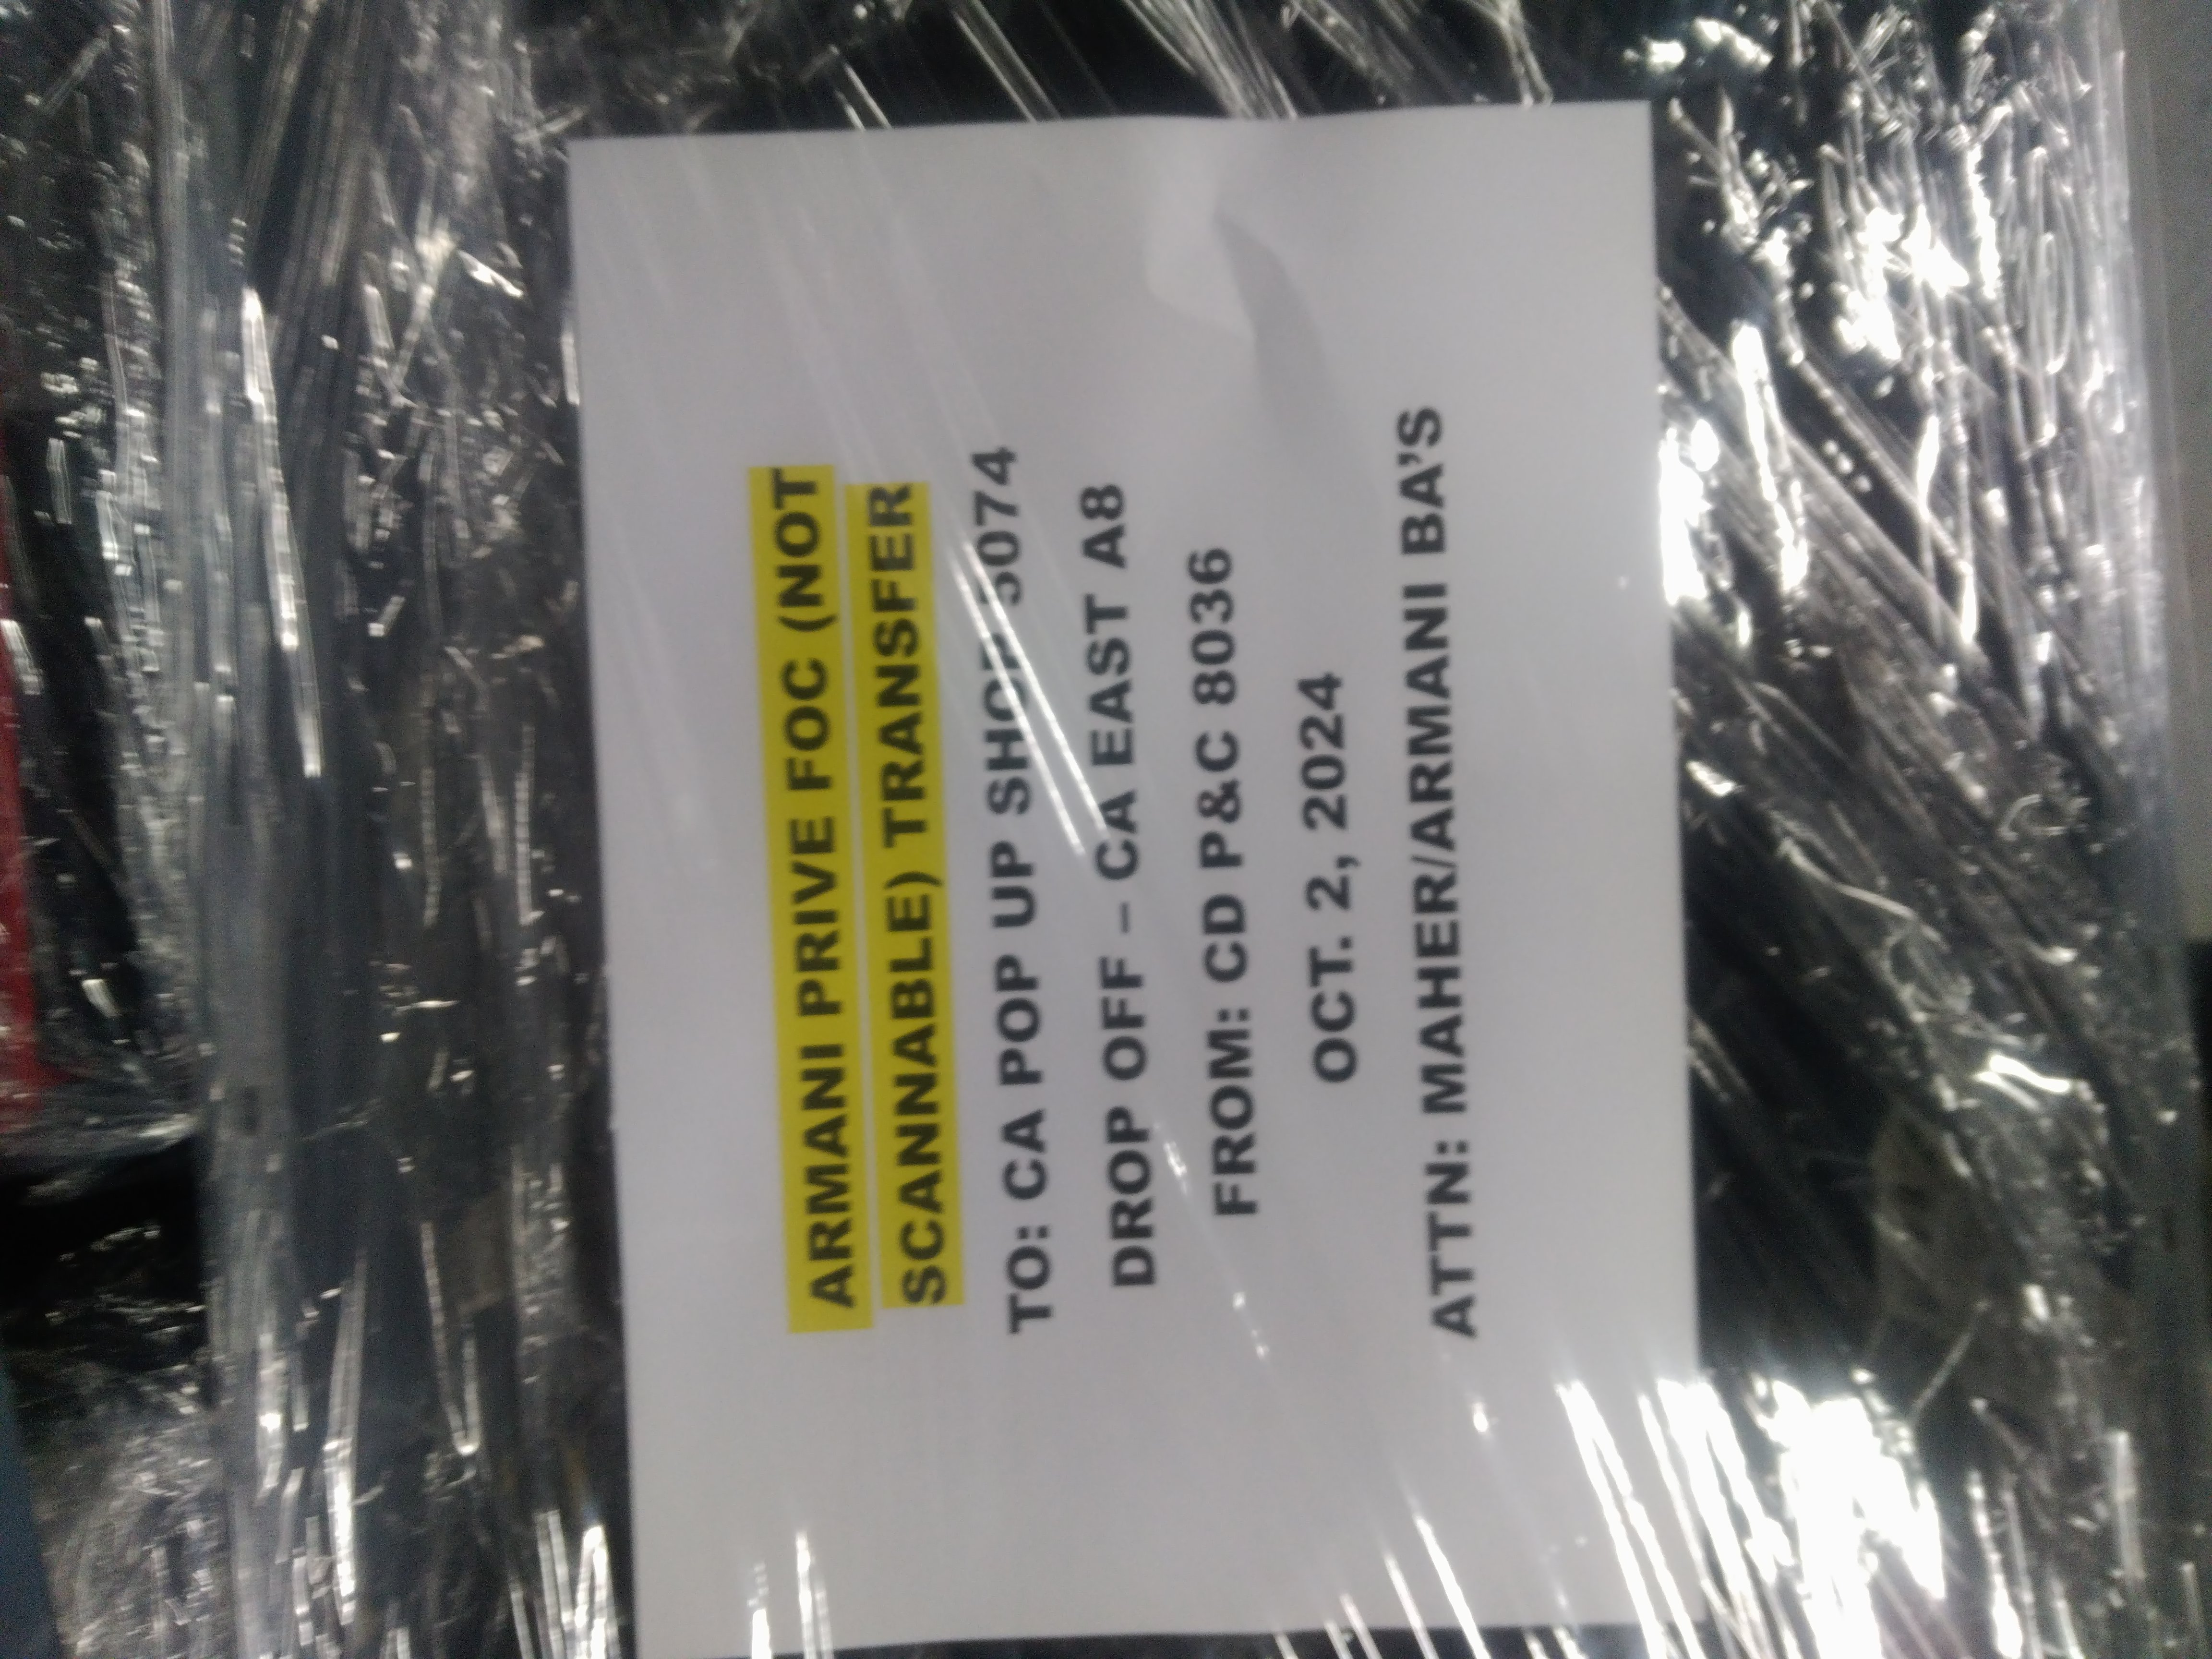 ARMANI PRIVE FOC (NOT
SCANNABLE) TRANSFER
TO: CA POP UP SHOP 5074
DROP OFF – CA EAST A8
FROM: CD P&C 8036
OCT. 2, 2024
ATTN: MAHER/ARMANI BA'S